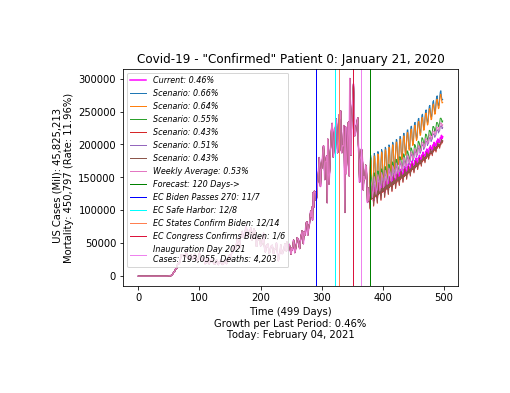 Covid-19 - "Confirmed" Patient 0: January 21, 2020
US Cases (Mil): 45,825,213
Mortality: 450,797 (Rate: 11.96%)
300000
250000
200000
150000
100000
50000
0
Current: 0.46%
Scenario: 0.66%
Scenario: 0.64%
Scenario: 0.55%
Scenario: 0.43%
Scenario: 0.51%
Scenario: 0.43%
Weekly Average: 0.53%
Forecast: 120 Days->
EC Biden Passes 270: 11/7
EC Safe Harbor: 12/8
EC States Confirm Biden: 12/14
EC Congress Confirms Biden: 1/6
Inauguration Day 2021
Cases: 193,055, Deaths: 4,203
0 100 200 300 400 500
Time (499 Days)
Growth per Last Period: 0.46%
Today: February 04, 2021